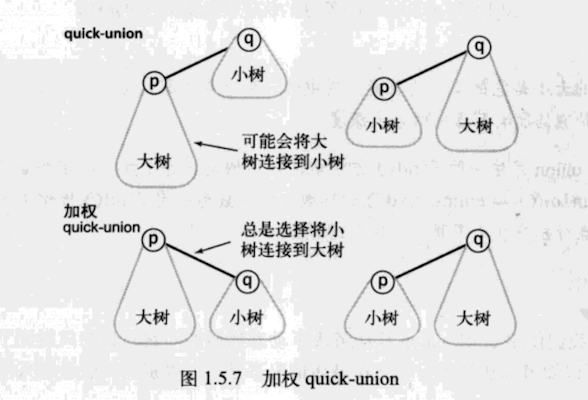 quick-union
q
p
小树
大树
可能会将大
树连接到小树
q
p
小树
大树
加权
quick-union
p
q
大树
小树
总是选择将小
树连接到大树
q
p
小树
大树
图 1.5.7 加权 quick-union